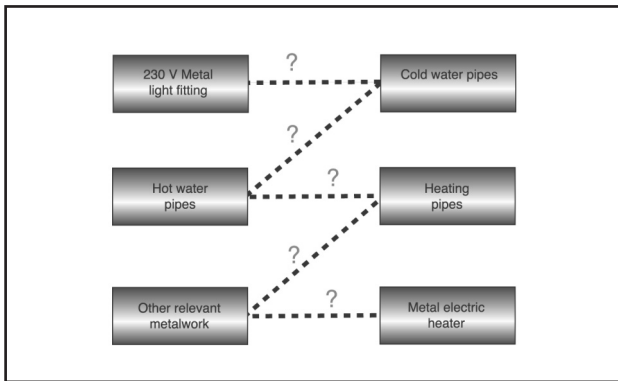 230 V Metal
light fitting
?
Cold water pipes
?
Hot water
pipes
?
Heating
pipes
?
Other relevant
metalwork
?
Metal electric
heater